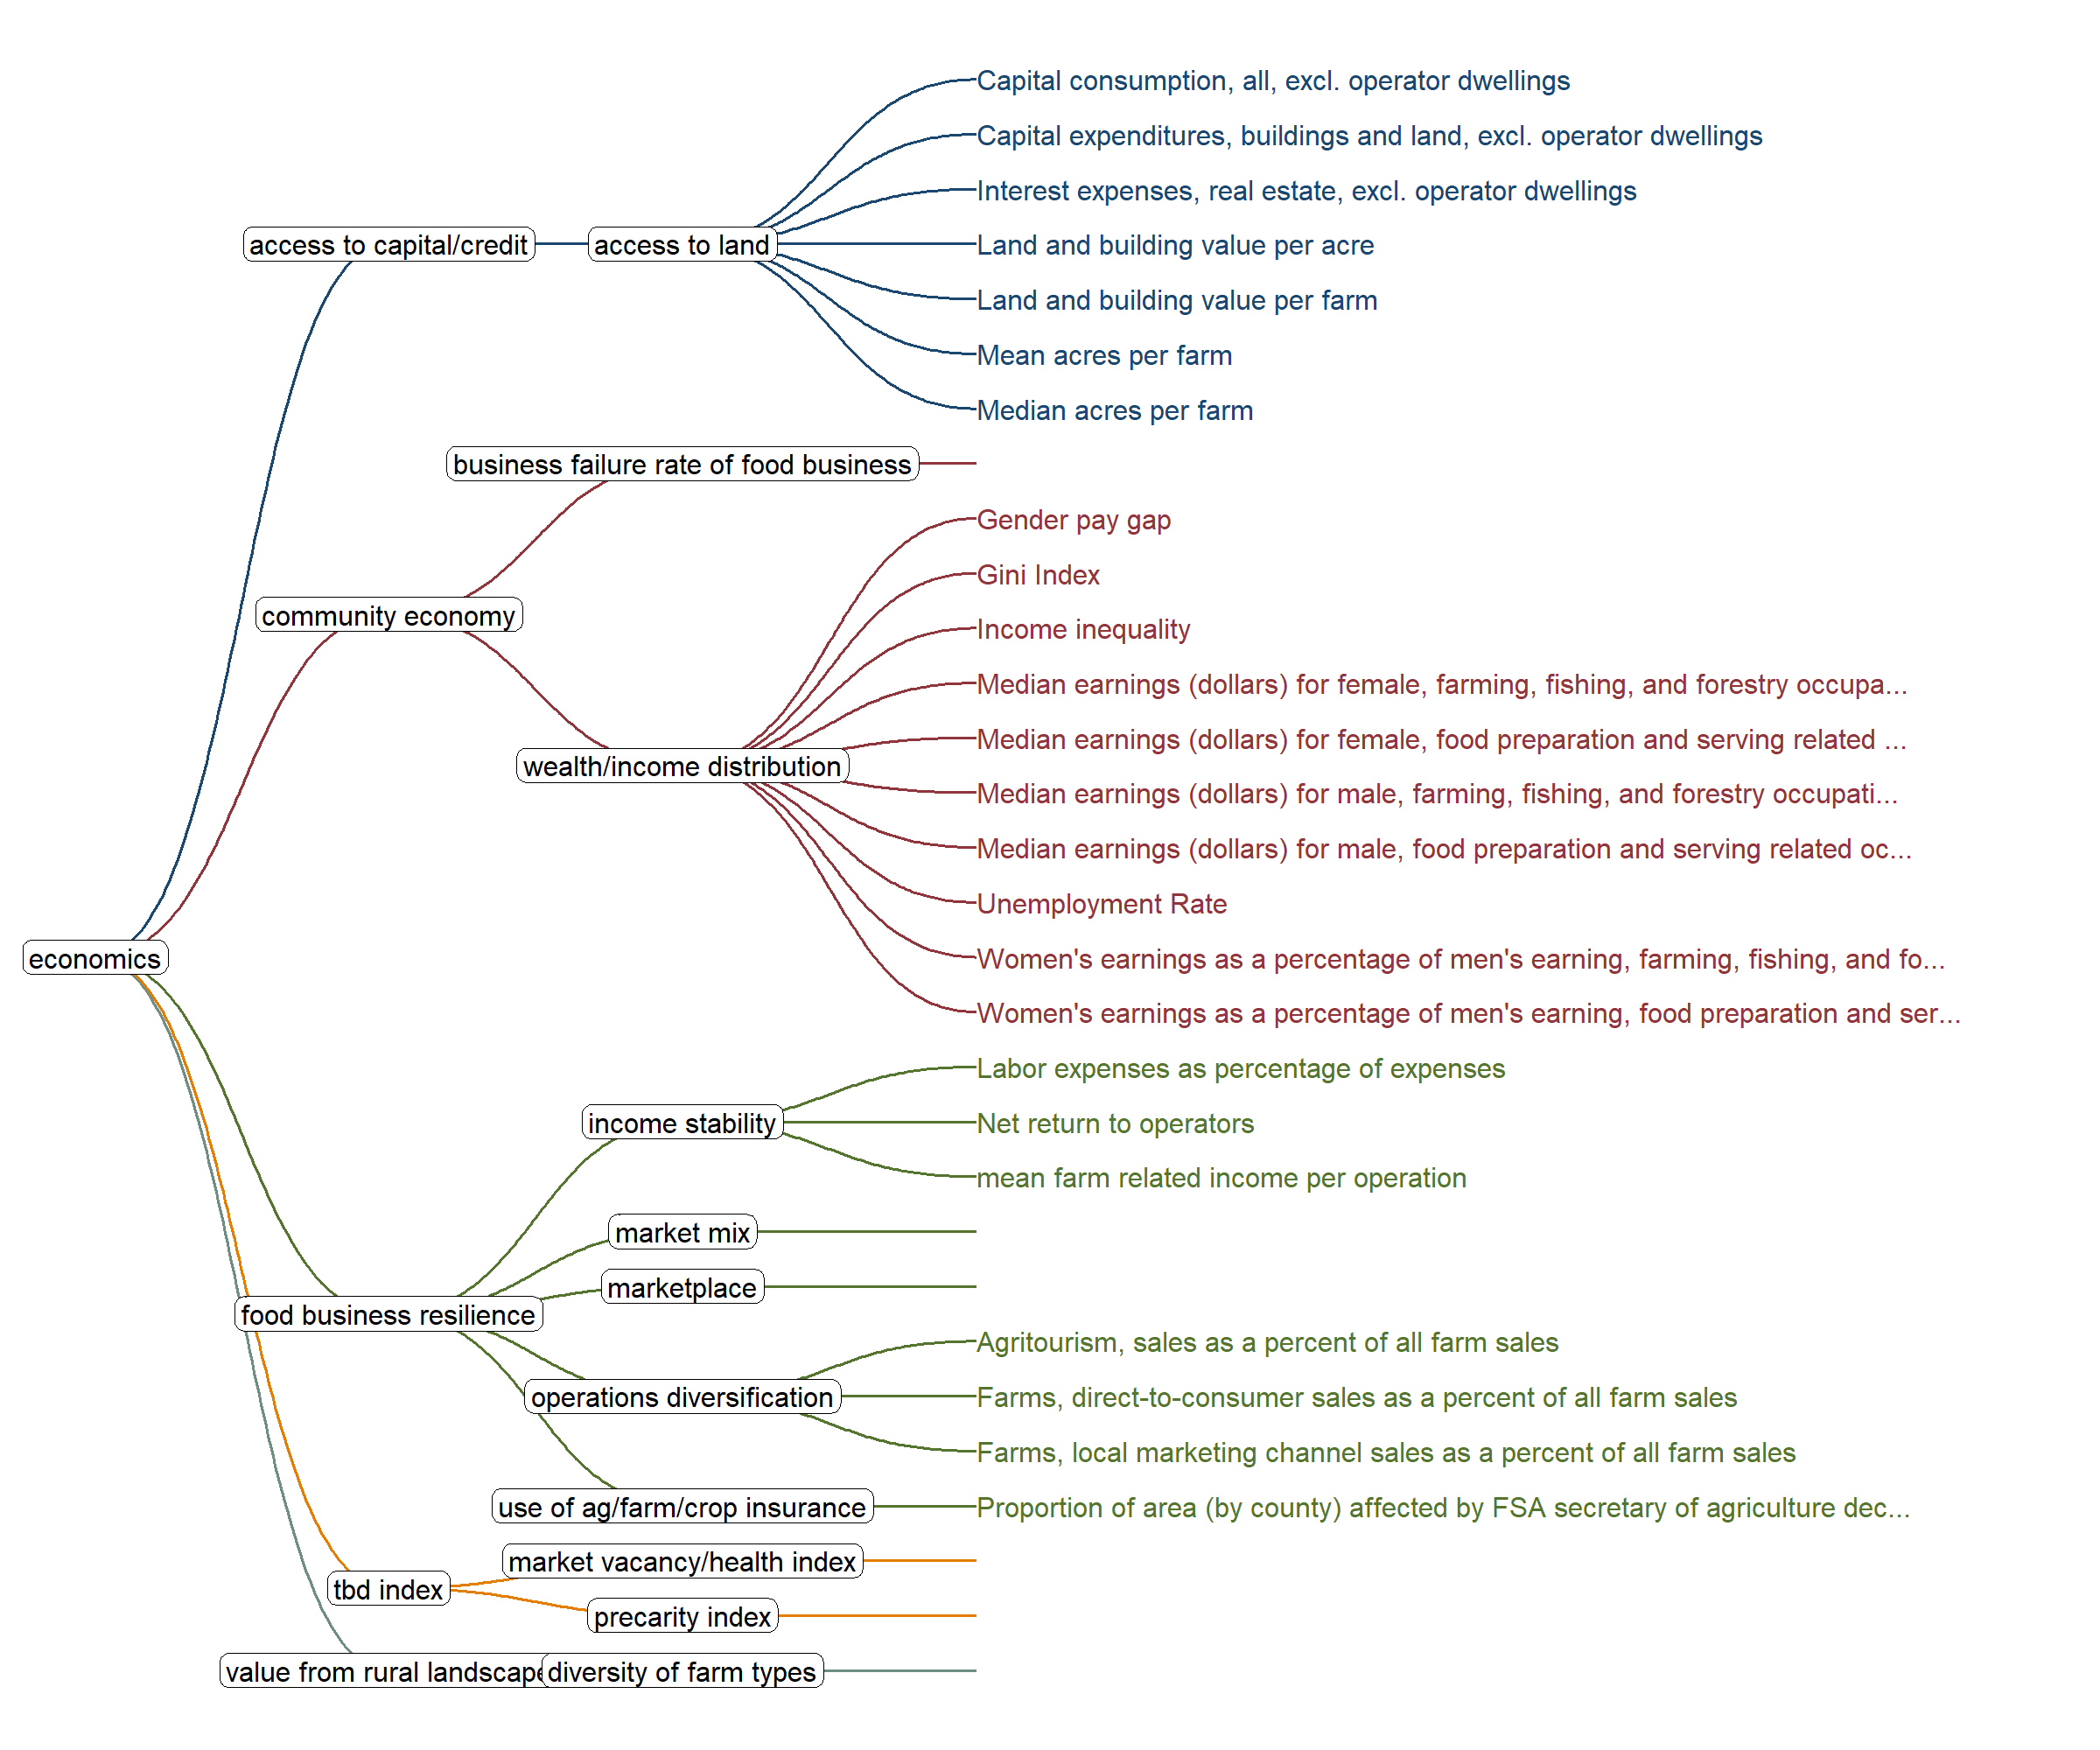 Capital consumption, all, excl. operator dwellings
Capital expenditures, buildings and land, excl. operator dwellings
Interest expenses, real estate, excl. operator dwellings
access to capital/credit
access to land
Land and building value per acre
Land and building value per farm
Mean acres per farm
Median acres per farm
business failure rate of food business
Gender pay gap
Gini Index
community economy
Income inequality
Median earnings (dollars) for female, farming, fishing, and forestry occupa...
Median earnings (dollars) for female, food preparation and serving related ...
wealth/income distribution
Median earnings (dollars) for male, farming, fishing, and forestry occupati...
Median earnings (dollars) for male, food preparation and serving related oc...
Unemployment Rate
economics
Women's earnings as a percentage of men's earning, farming, fishing, and fo...
Women's earnings as a percentage of men's earning, food preparation and ser...
Labor expenses as percentage of expenses
income stability
Net return to operators
mean farm related income per operation
market mix
marketplace
food business resilience
Agritourism, sales as a percent of all farm sales
operations diversification
Farms, direct-to-consumer sales as a percent of all farm sales
Farms, local marketing channel sales as a percent of all farm sales
use of ag/farm/crop insurance
Proportion of area (by county) affected by FSA secretary of agriculture dec...
market vacancy/health index
tbd index
precarity index
value from rural landscape
diversity of farm types